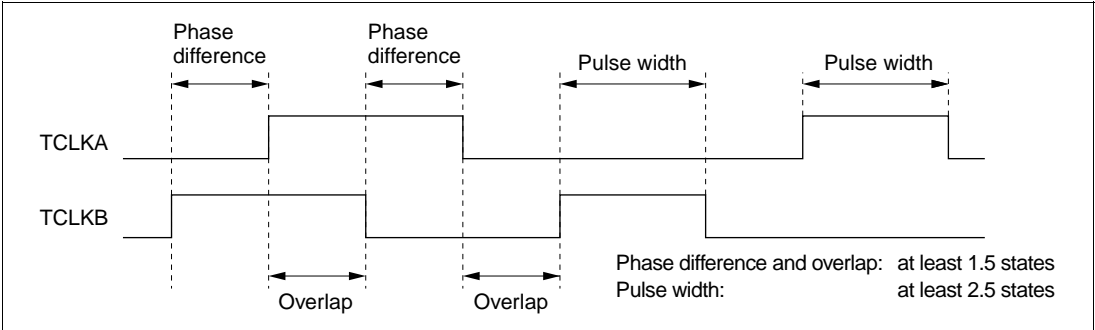 Phase
difference
Phase
difference
Pulse width
Pulse width
TCLKA
TCLKB
Overlap
Overlap
Phase difference and overlap: at least 1.5 states
Pulse width: at least 2.5 states